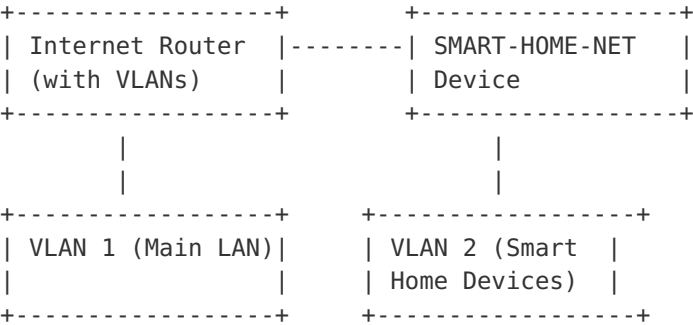 +------------------+        +-----------------+
| Internet Router  |--------| SMART-HOME-NET  |
| (with VLANs)     |        | Device          |
+------------------+        +-----------------+
        |                         |
        |                         |
+------------------+     +-----------------+
| VLAN 1 (Main LAN)|     | VLAN 2 (Smart   |
|                  |     | Home Devices)   |
+------------------+     +-----------------+